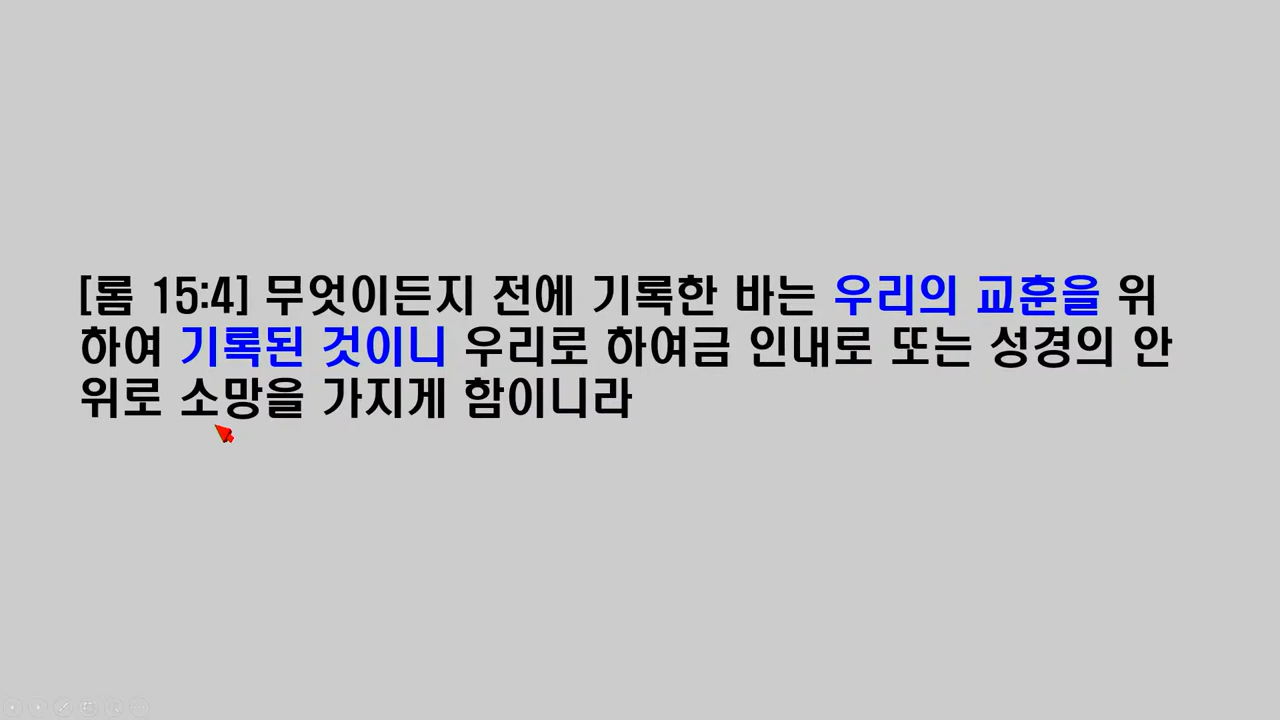 [롬 15:4] 무엇이든지 전에 기록한 바는 우리의 교훈을 위
하여 기록된 것이니 우리로 하여금 인내로 또는 성경의 안
위로 소망을 가지게 함이니라